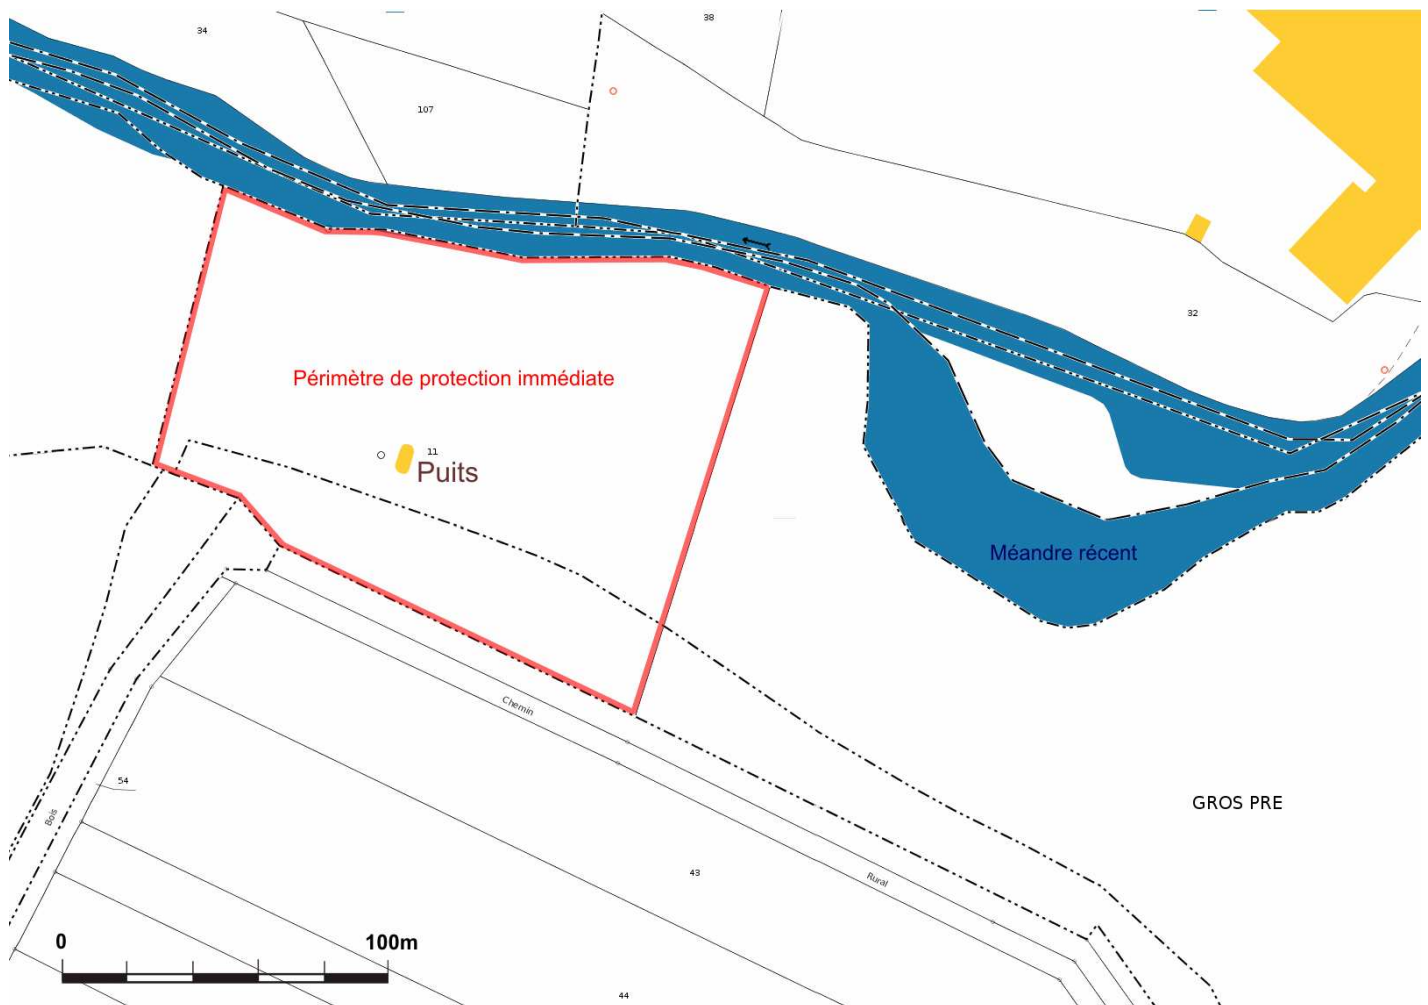 34
38
107
32
Périmètre de protection immédiate
11
Puits
Méandre récent
Chemin
54
GROS PRE
Bois
43
Rural
0
100m
44